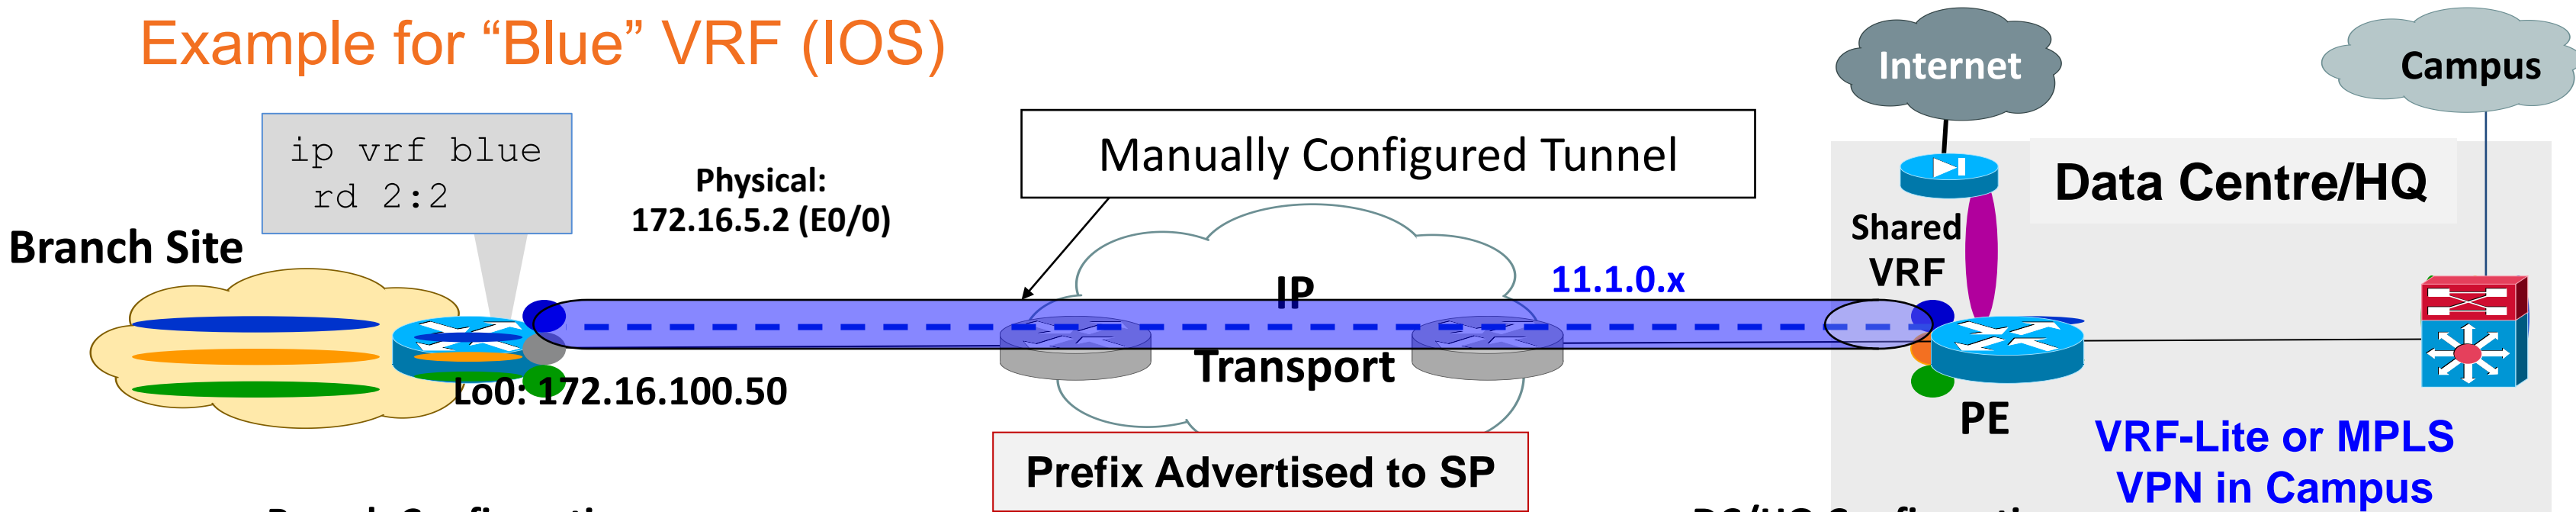 Example for “Blue” VRF (IOS)
Internet
Campus
ip vrf blue
rd 2:2
Physical:
172.16.5.2 (E0/0)
Manually Configured Tunnel
Data Centre/HQ
Branch Site
Shared
VRF
IP
Transport
11.1.0.x
Lo0: 172.16.100.50
PE
Prefix Advertised to SP
VRF-Lite or MPLS
VPN in Campus